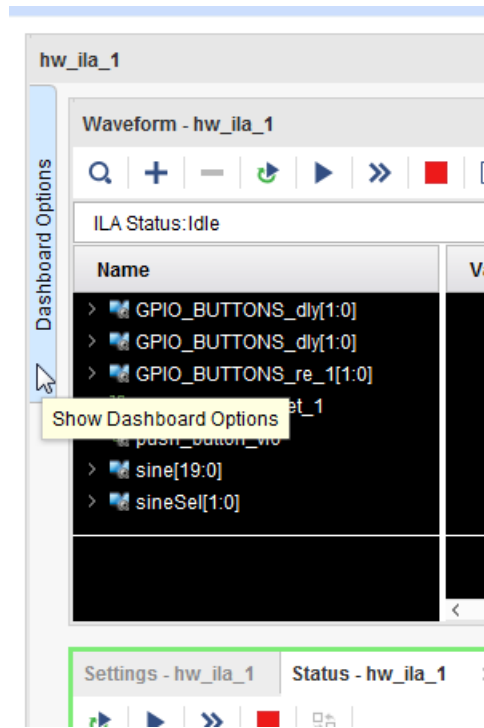 hw_ila_1
Dashboard Options
Waveform - hw_ila_1
ILA Status:Idle
Name
GPIO_BUTTONS_dly[1:0]
GPIO_BUTTONS_dly[1:0]
GPIO_BUTTONS_re_1[1:0]
et_1
Show Dashboard Options
push_button_vio
sine[19:0]
sineSel[1:0]
Settings - hw_ila_1 Status - hw_ila_1